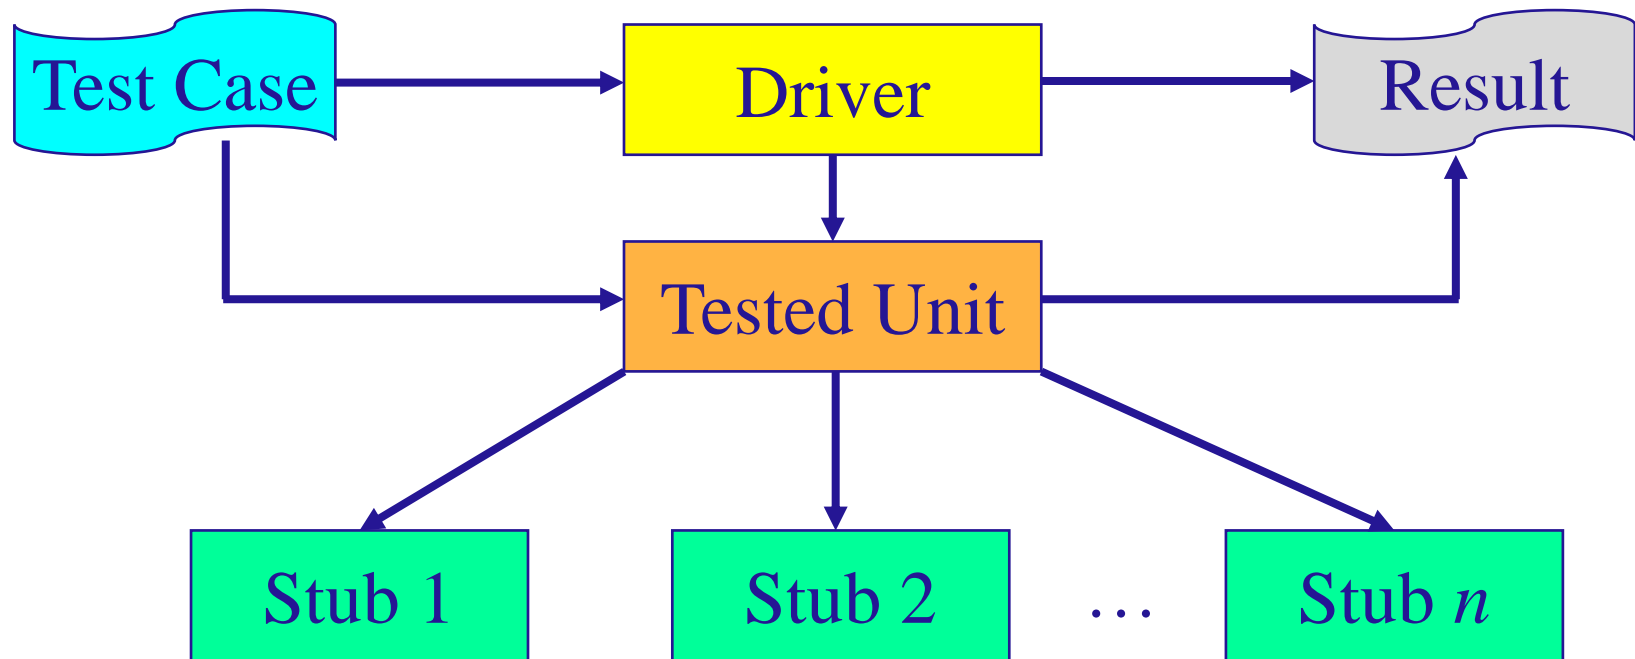 Test Case
Driver
Result
Tested Unit
Stub 1
Stub 2
...
Stub n